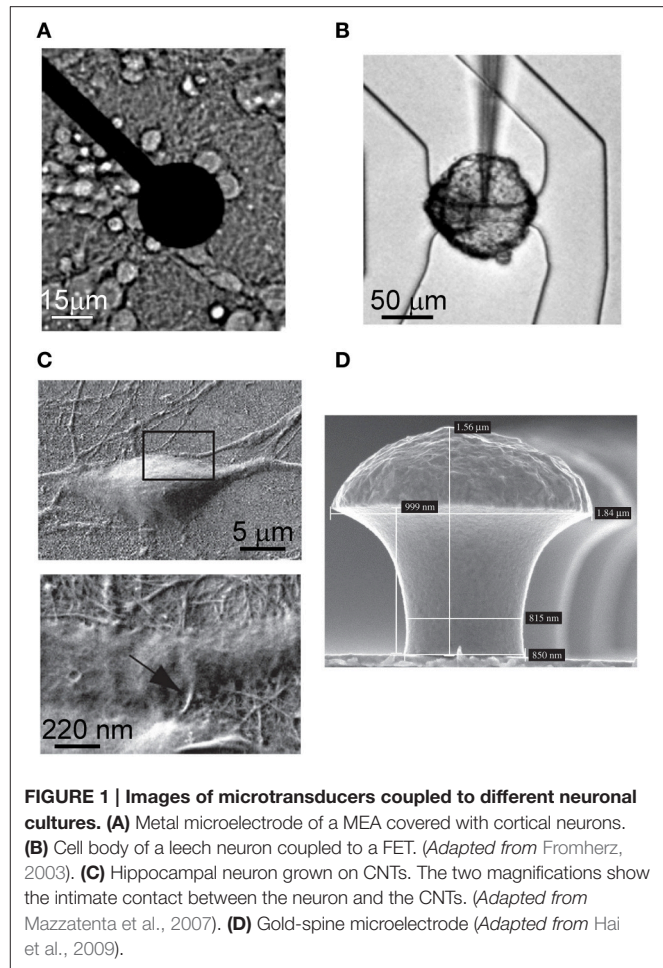 A
B
15μm
50 μm
C
D
5 μm
220 nm
1.56 μm
999 nm
1.84 μm
815 nm
850 nm
FIGURE 1 | Images of microtransducers coupled to different neuronal
cultures. (A) Metal microelectrode of a MEA covered with cortical neurons.
(B) Cell body of a leech neuron coupled to a FET. (Adapted from Fromherz,
2003). (C) Hippocampal neuron grown on CNTs. The two magnifications show
the intimate contact between the neuron and the CNTs. (Adapted from
Mazzatenta et al., 2007). (D) Gold-spine microelectrode (Adapted from Hai
et al., 2009).